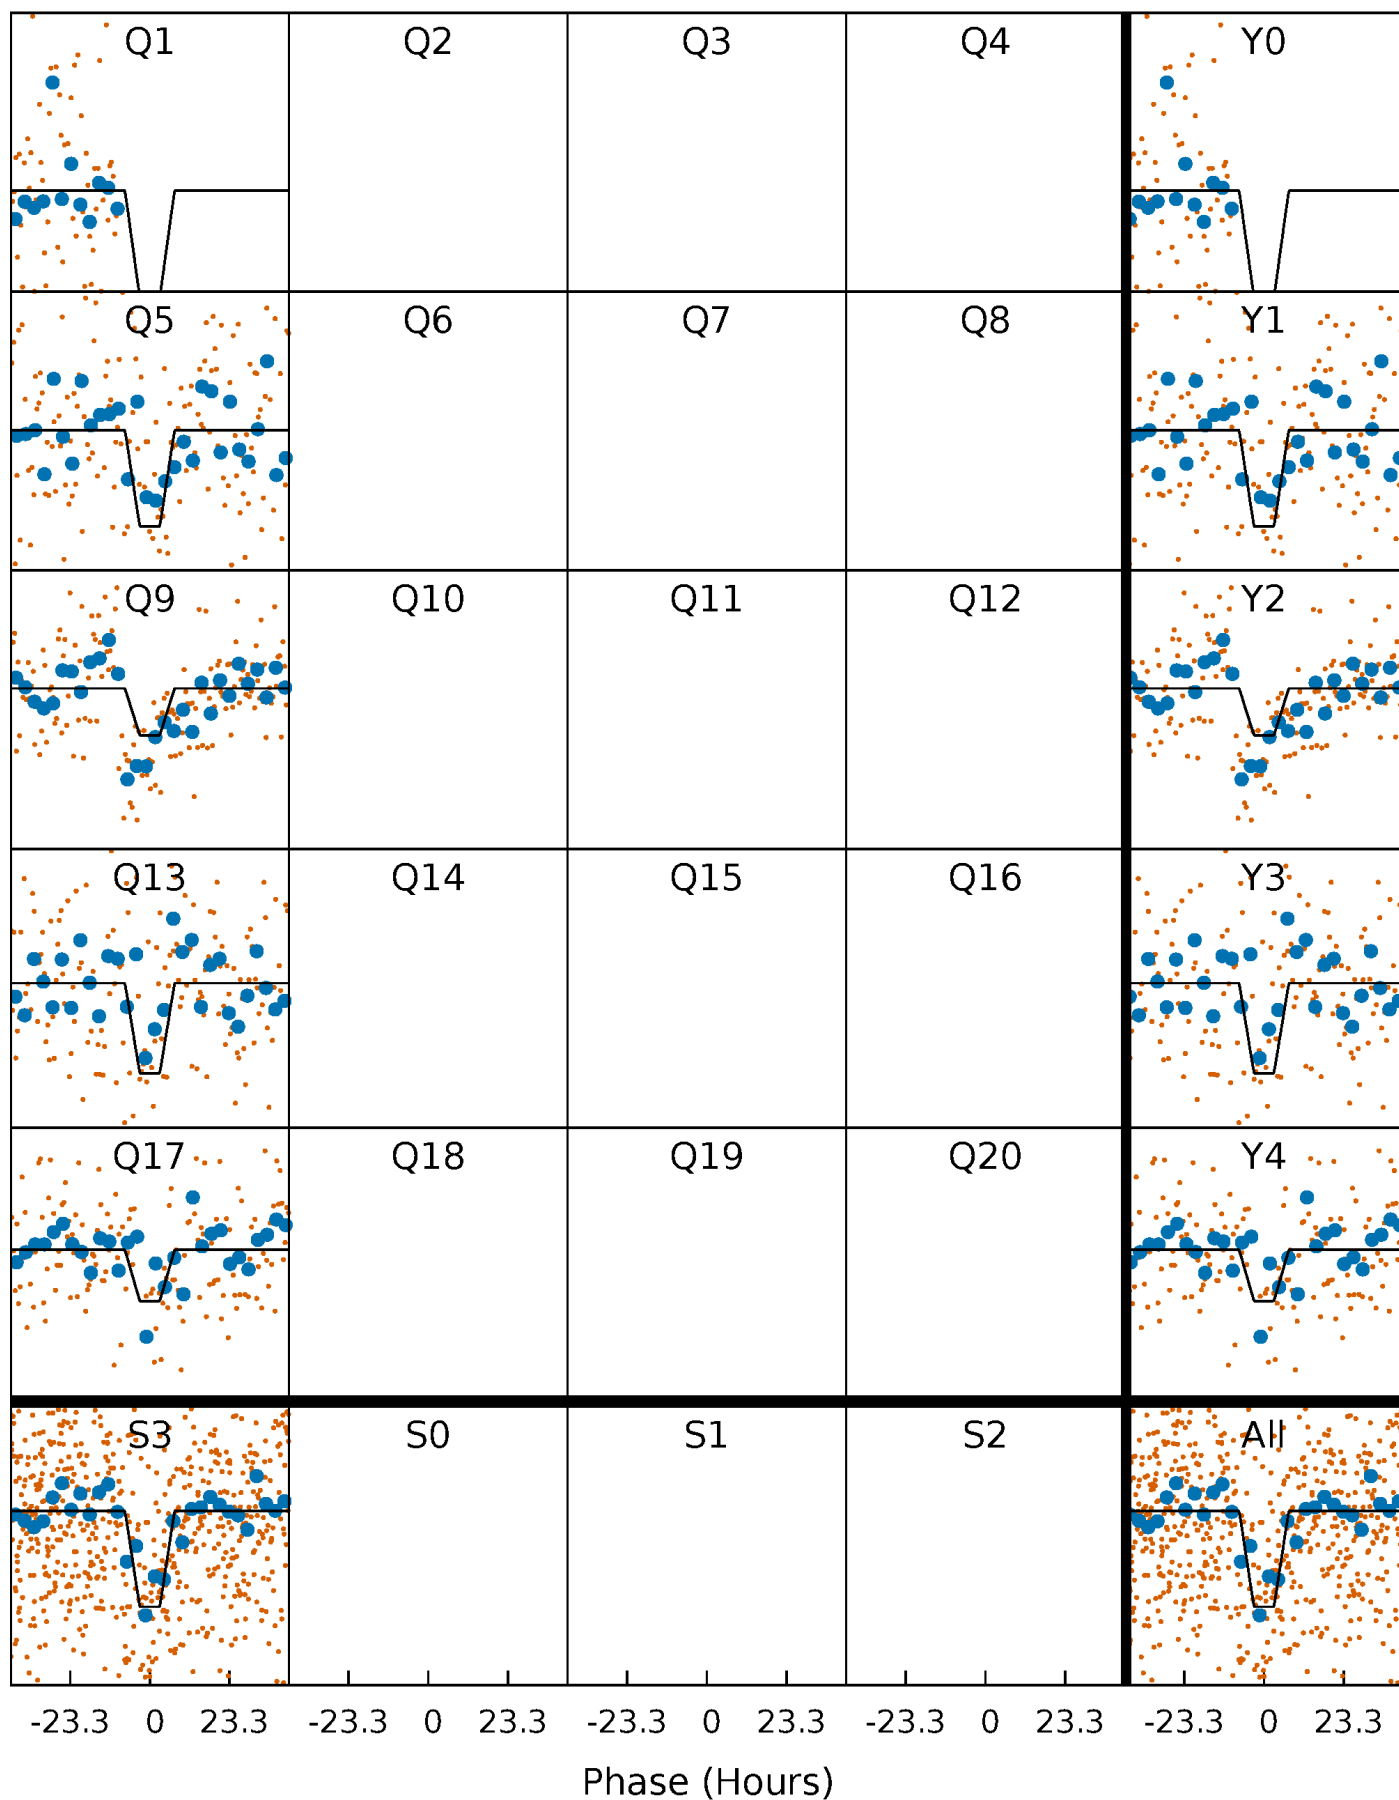 Q1 Q2 Q3 Q4 Y0
Q5 Q6 Q7 Q8 Y1
Q9 Q10 Q11 Q12 Y2
Q13 Q14 Q15 Q16 Y3
Q17 Q18 Q19 Q20 Y4
S3 S0 S1 S2 All
-23.3 0 23.3 -23.3 0 23.3 -23.3 0 23.3 -23.3 0 23.3 -23.3 0 23.3
Phase (Hours)